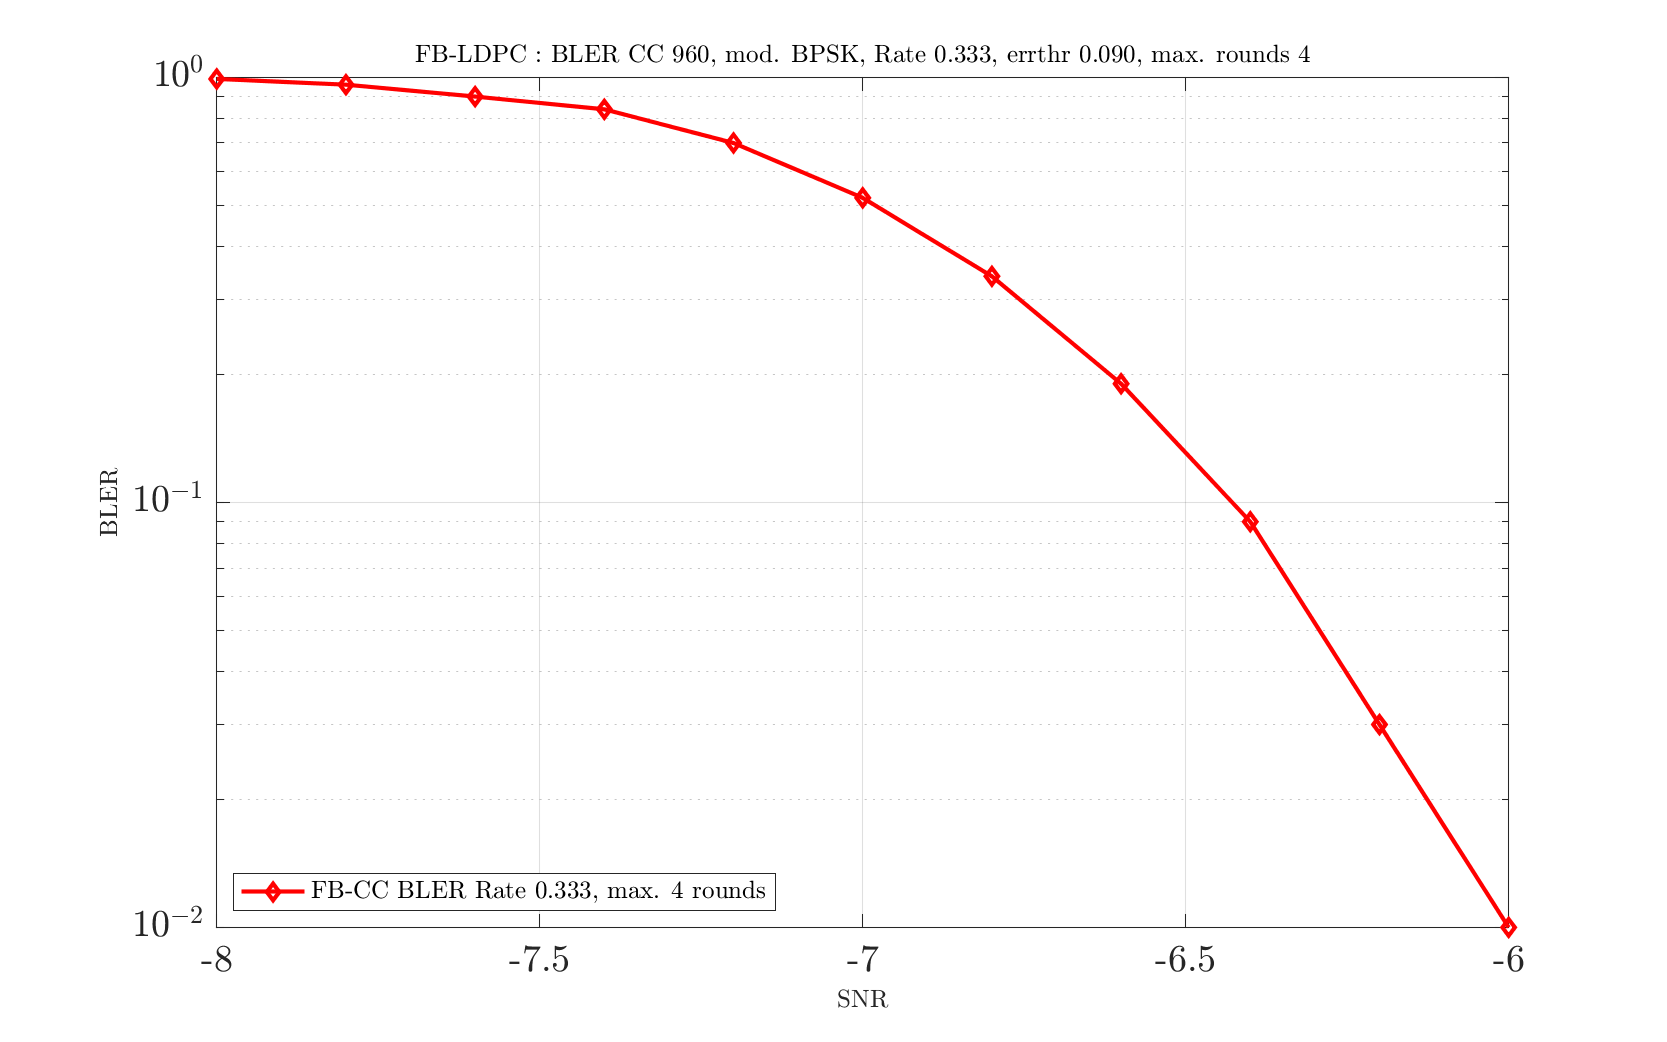 FB-LDPC : BLER CC 960, mod. BPSK, Rate 0.333, errthr 0.090, max. rounds 4
10^0
10^{-1}
10^{-2}
BLER
FB-CC BLER Rate 0.333, max. 4 rounds
-8 -7.5 -7 -6.5 -6
SNR